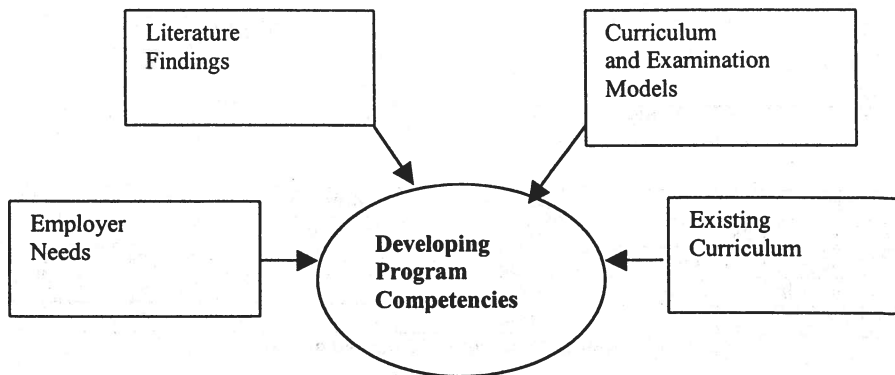 Literature
Findings
Curriculum
and Examination
Models
Employer
Needs
Developing
Program
Competencies
Existing
Curriculum